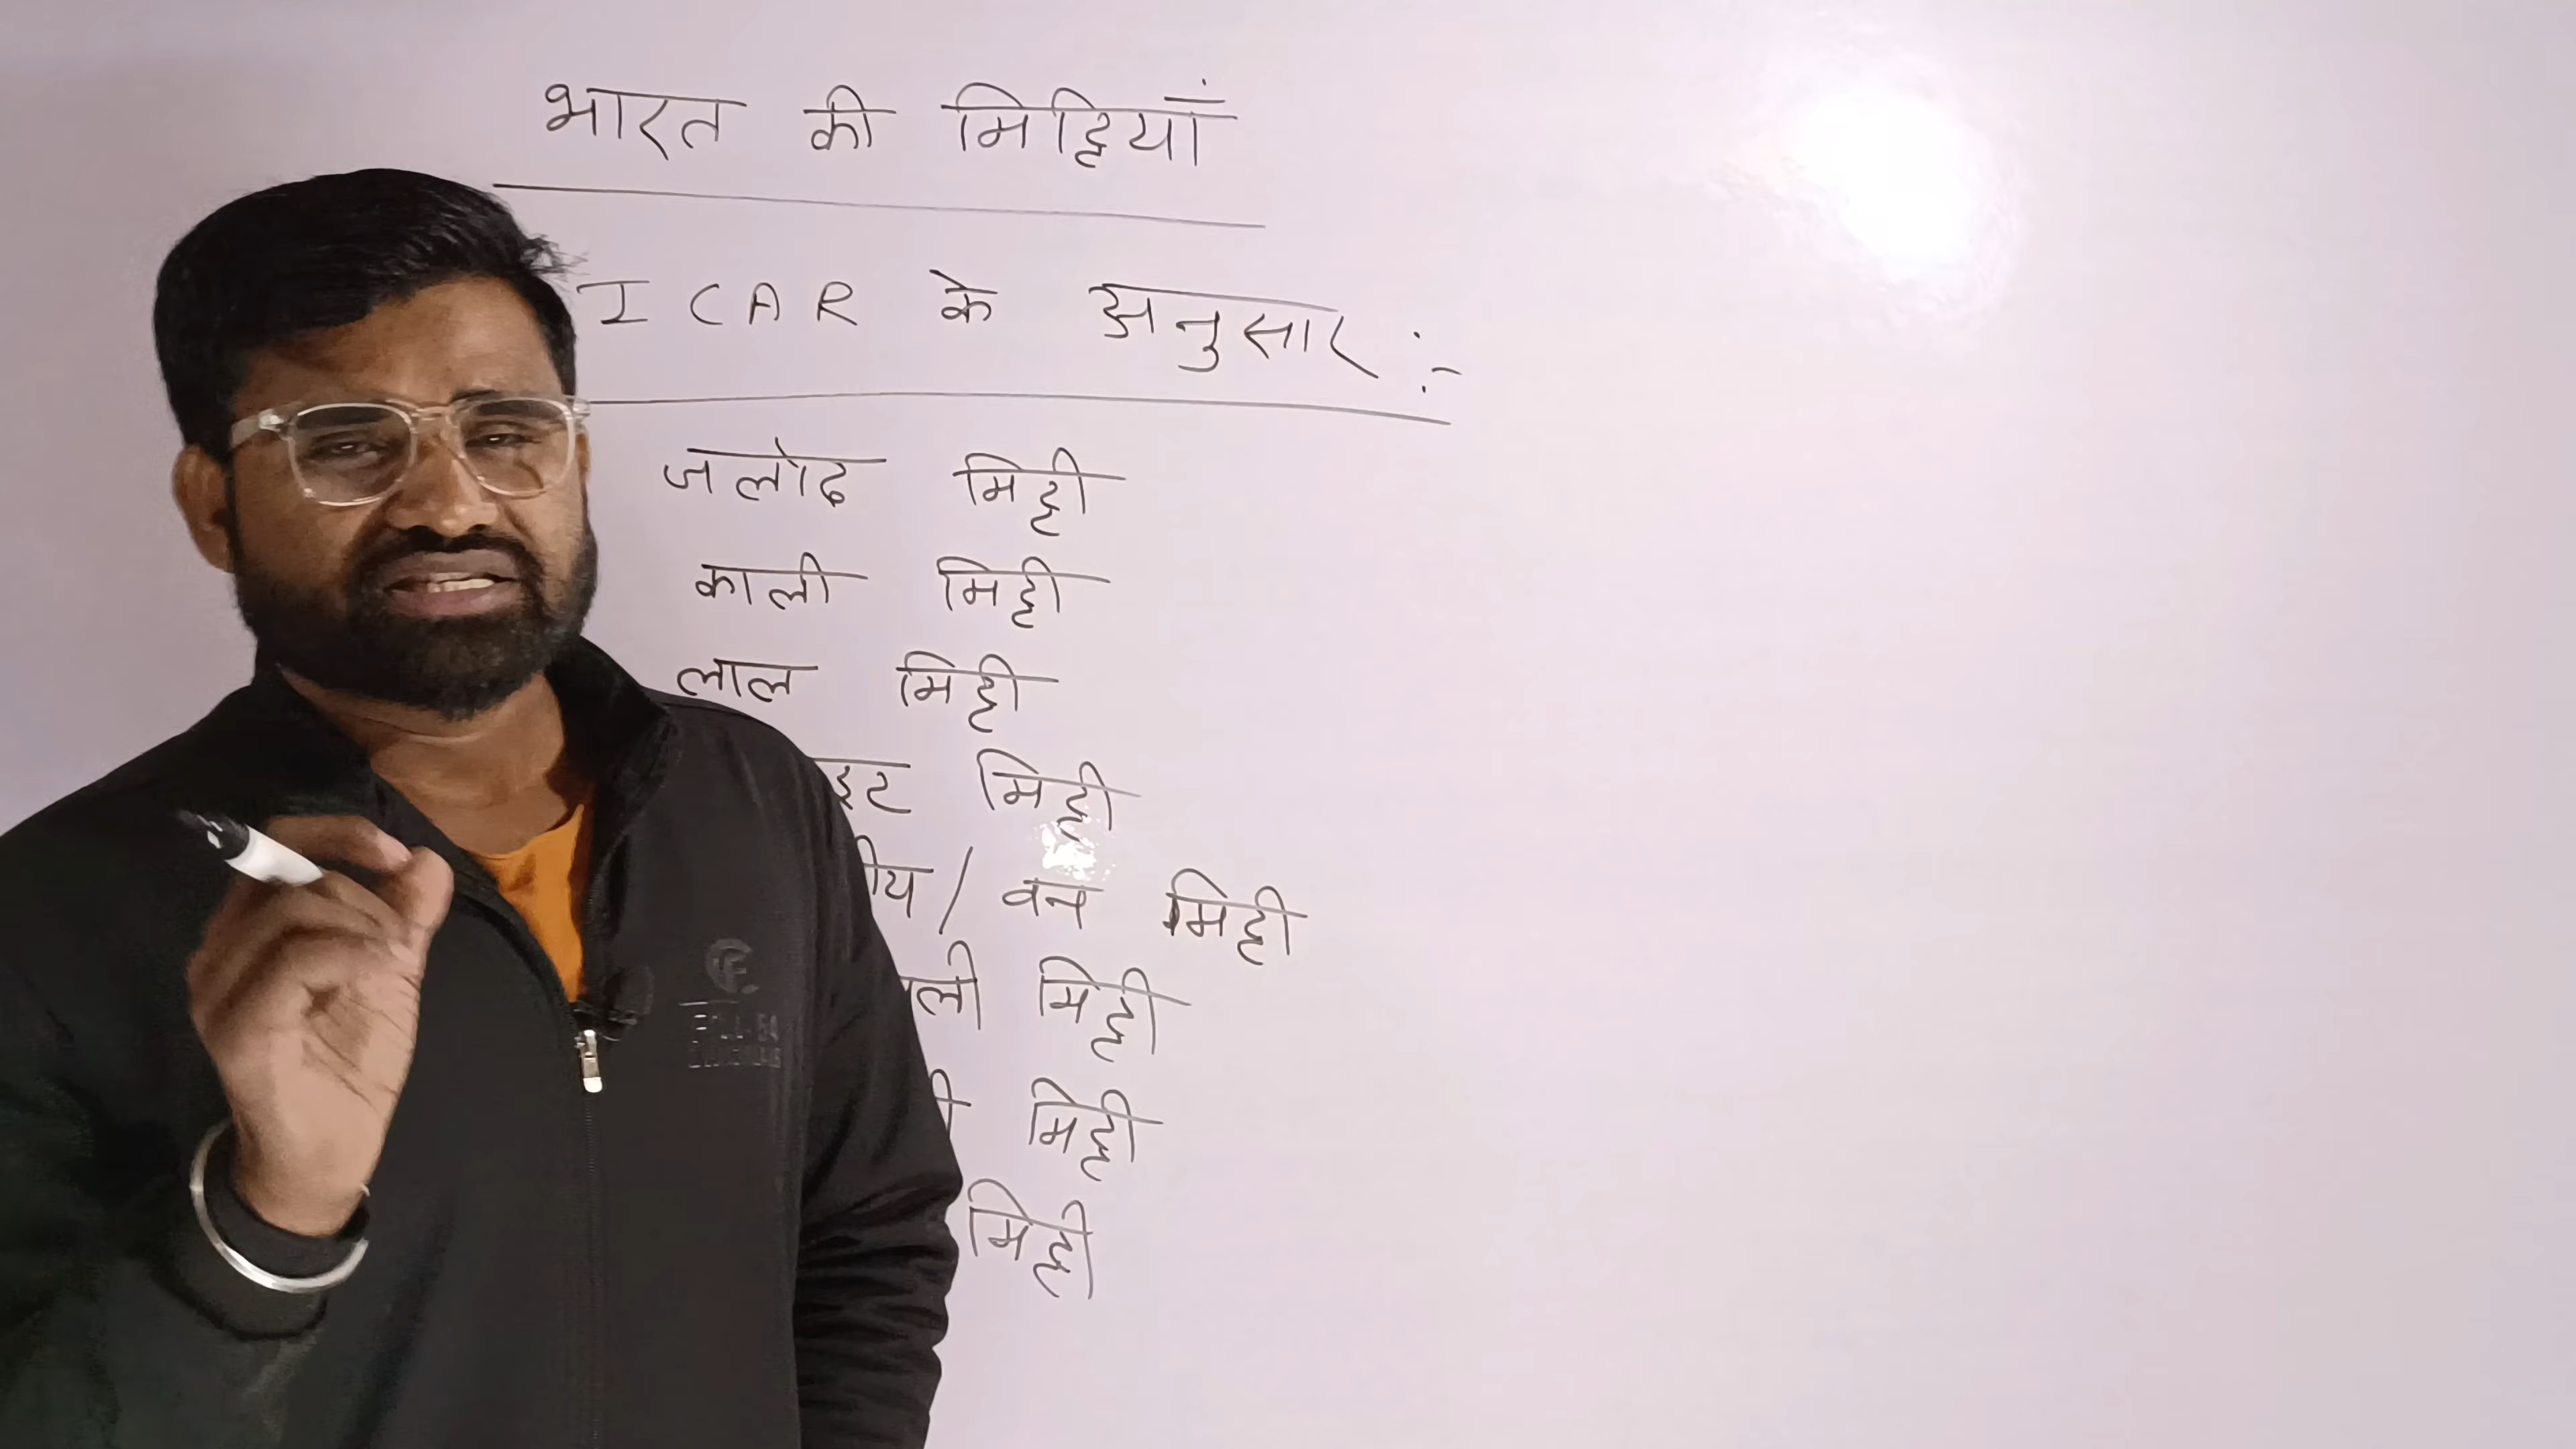 भारत की मिट्टियाँ
ICAR के अनुसार :-
जलोढ मिट्टी
काली मिट्टी
लाल मिट्टी
मिट्टी
/ वन मिट्टी
मिट्टी
मिट्टी
मिट्टी